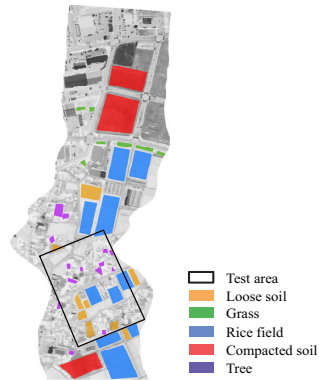 Test area
Loose soil
Grass
Rice field
Compacted soil
Tree